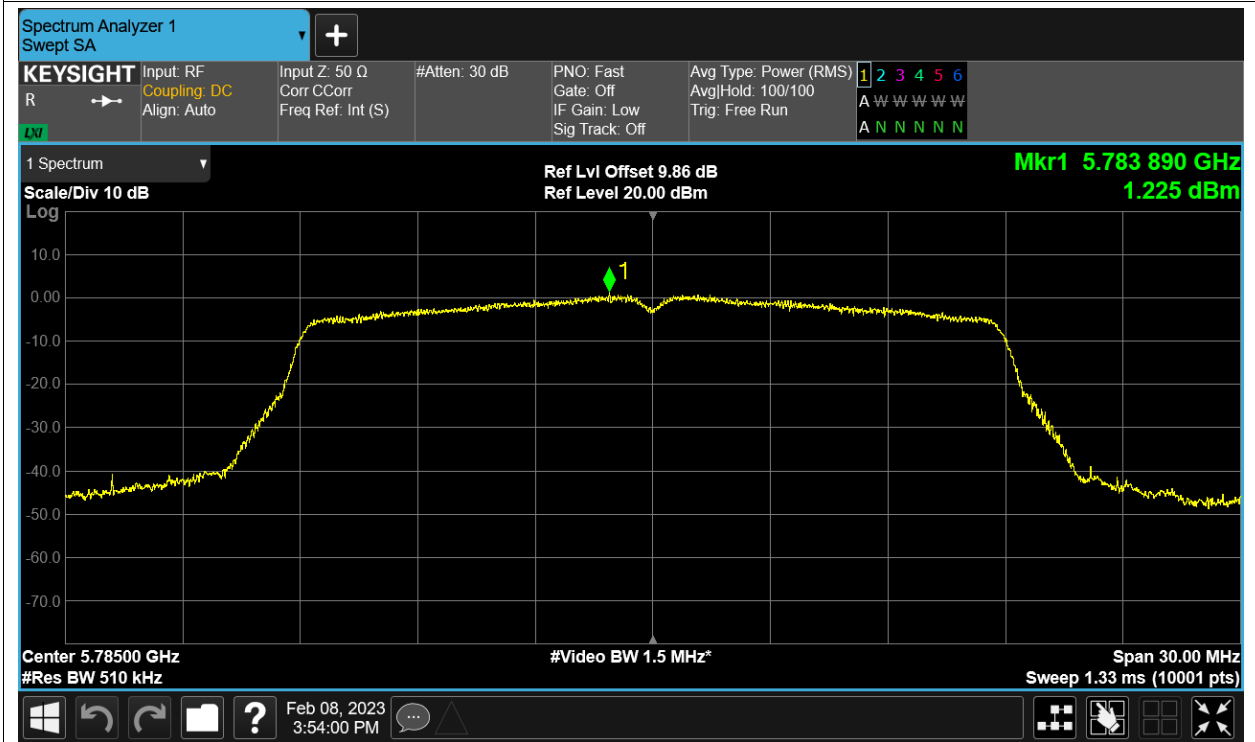 Spectrum Analyzer 1
Swept SA
KEYSIGHT
R
LXI
Input: RF
Coupling: DC
Align: Auto
Input Z: 50 Ω
Corr CCorr
Freq Ref: Int (S)
#Atten: 30 dB
PNO: Fast
Gate: Off
IF Gain: Low
Sig Track: Off
Avg Type: Power (RMS)
Avg|Hold: 100/100
Trig: Free Run
1 2 3 4 5 6
A W W W W W
A N N N N N
1 Spectrum
Scale/Div 10 dB
Log
Ref Lvl Offset 9.86 dB
Ref Level 20.00 dBm
Mkr1 5.783 890 GHz
1.225 dBm
1
10.0
0.00
-10.0
-20.0
-30.0
-40.0
-50.0
-60.0
-70.0
Center 5.78500 GHz
#Res BW 510 kHz
#Video BW 1.5 MHz*
Span 30.00 MHz
Sweep 1.33 ms (10001 pts)
?
Feb 08, 2023
3:54:00 PM